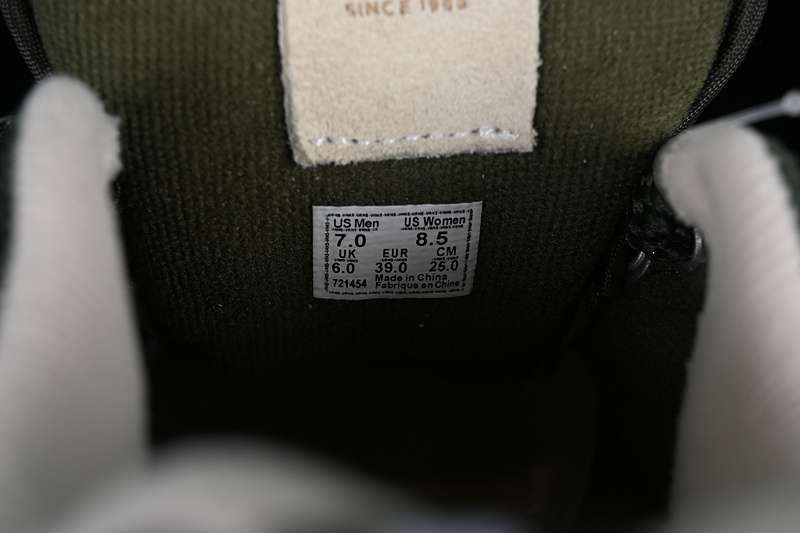 SINCE 1966
US Men US Women
7.0 8.5
UK EUR CM
6.0 39.0 25.0
721454 Made in China
Fabrique en Chine